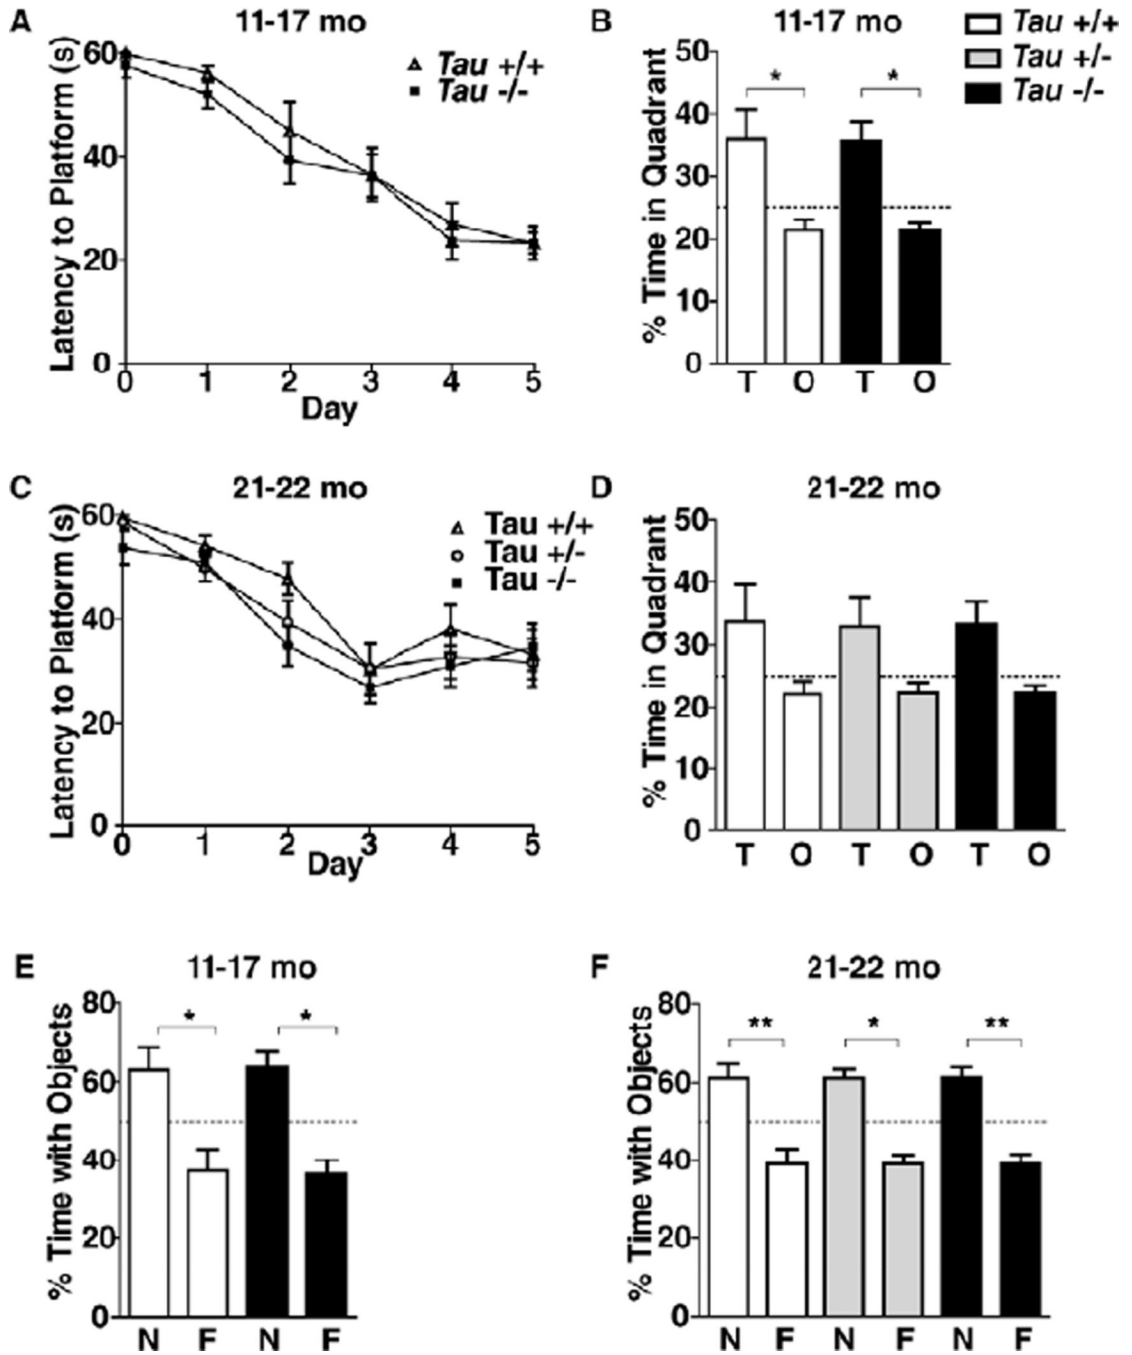 A
11-17 mo
Latency to Platform (s)
60
40
20
0
0 1 2 3 4 5
Day
Tau +/+
Tau -/-
B
11-17 mo
Tau +/+
Tau +/-
Tau -/-
% Time in Quadrant
50
40
30
20
10
0
* *
T O T O
C
21-22 mo
Latency to Platform (s)
60
40
20
0
0 1 2 3 4 5
Day
Tau +/+
Tau +/-
Tau -/-
D
21-22 mo
% Time in Quadrant
50
40
30
20
10
0
T O T O T O
E
11-17 mo
% Time with Objects
80
60
40
20
0
* *
N F N F
F
21-22 mo
% Time with Objects
80
60
40
20
0
** * **
N F N F N F